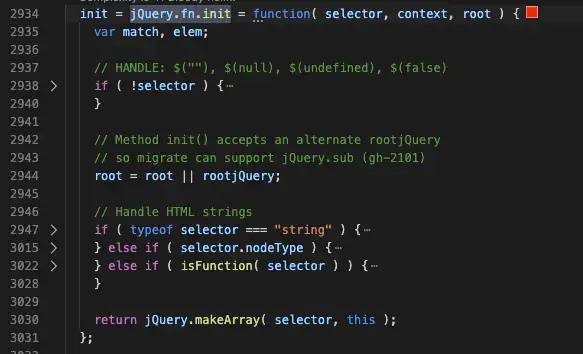 2934 init = jQuery.fn.init = function( selector, context, root ) {
2935 var match, elem;
2936
2937 // HANDLE: $(""), $(null), $(undefined), $(false)
2938 > if ( !selector ) {⋯
2940 }
2941
2942 // Method init() accepts an alternate rootjQuery
2943 // so migrate can support jQuery.sub (gh-2101)
2944 root = root || rootjQuery;
2945
2946 // Handle HTML strings
2947 > if ( typeof selector === "string" ) {⋯
3015 > } else if ( selector.nodeType ) {⋯
3022 > } else if ( isFunction( selector ) ) {⋯
3028 }
3029
3030 return jQuery.makeArray( selector, this );
3031 };